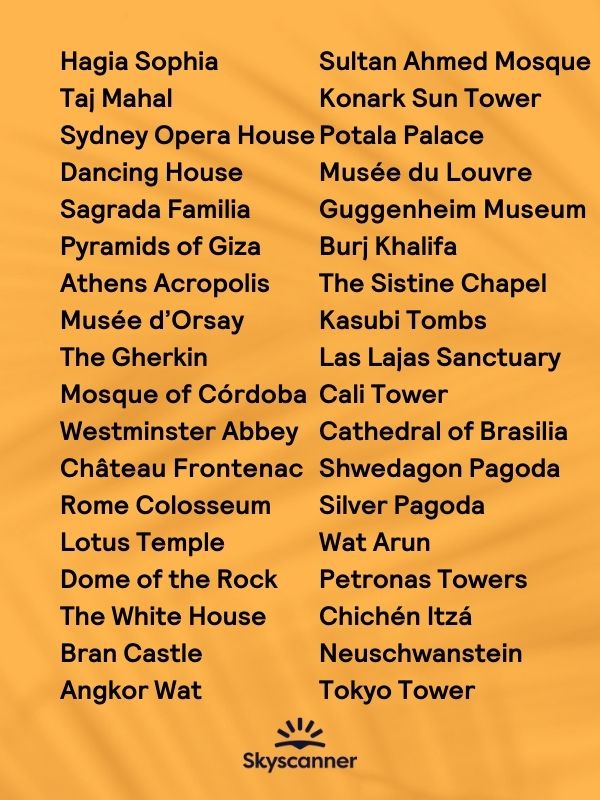 Hagia Sophia
Taj Mahal
Sydney Opera House
Dancing House
Sagrada Familia
Pyramids of Giza
Athens Acropolis
Musée d’Orsay
The Gherkin
Mosque of Córdoba
Westminster Abbey
Château Frontenac
Rome Colosseum
Lotus Temple
Dome of the Rock
The White House
Bran Castle
Angkor Wat
Sultan Ahmed Mosque
Konark Sun Tower
Potala Palace
Musée du Louvre
Guggenheim Museum
Burj Khalifa
The Sistine Chapel
Kasubi Tombs
Las Lajas Sanctuary
Cali Tower
Cathedral of Brasilia
Shwedagon Pagoda
Silver Pagoda
Wat Arun
Petronas Towers
Chichén Itzá
Neuschwanstein
Tokyo Tower
Skyscanner